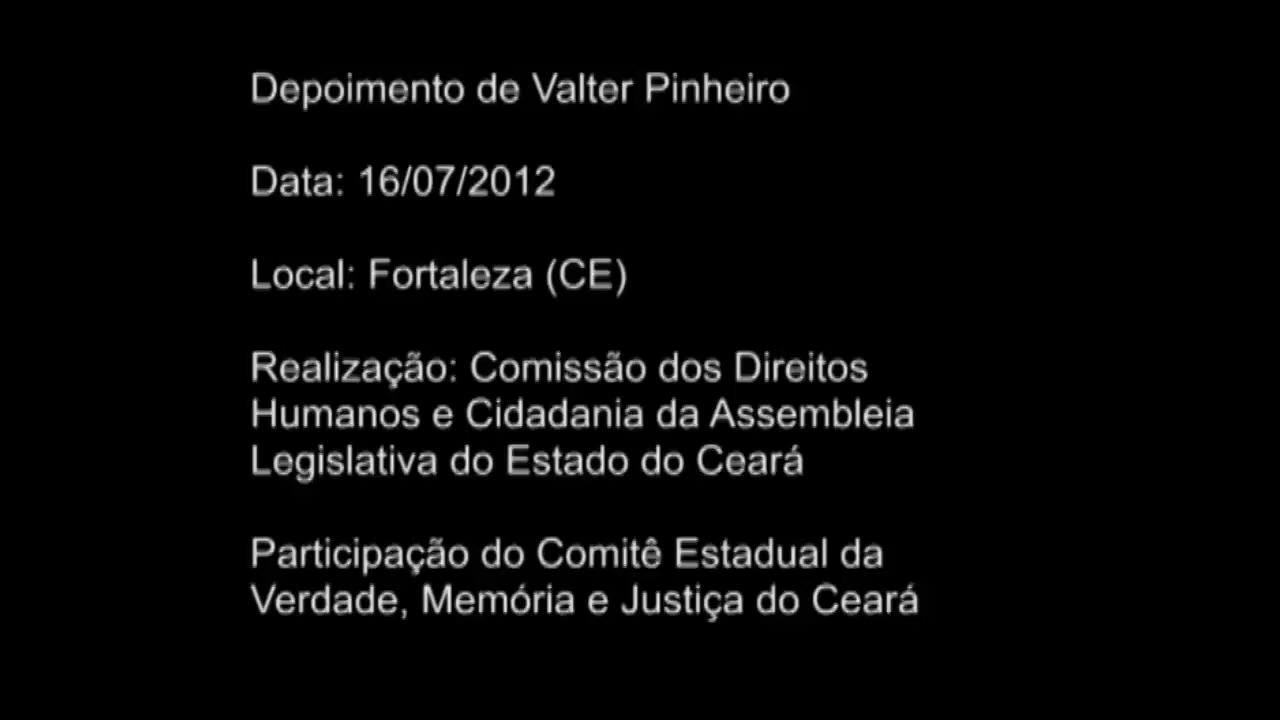 Depoimento de Valter Pinheiro
Data: 16/07/2012
Local: Fortaleza (CE)
Realização: Comissão dos Direitos
Humanos e Cidadania da Assembleia
Legislativa do Estado do Ceará
Participação do Comitê Estadual da
Verdade, Memória e Justiça do Ceará